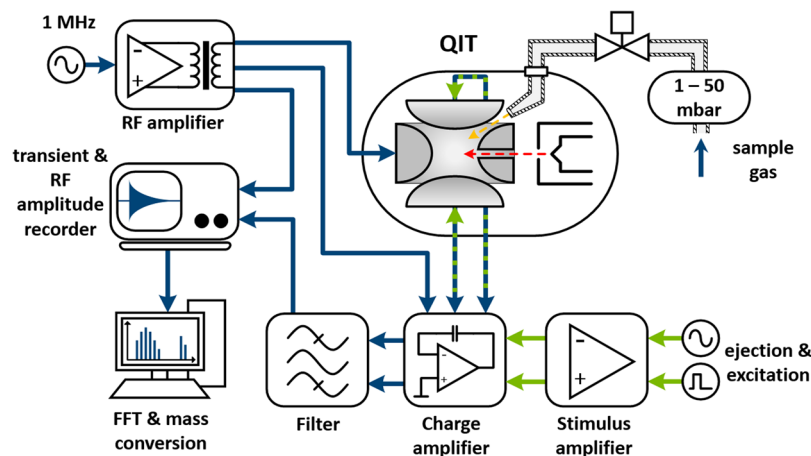 1 MHz
QIT
-
+
RF amplifier
1 – 50
mbar
sample
gas
transient &
RF
amplitude
recorder
-
+
-
+
ejection &
excitation
FFT & mass
conversion
Filter
Charge
amplifier
Stimulus
amplifier